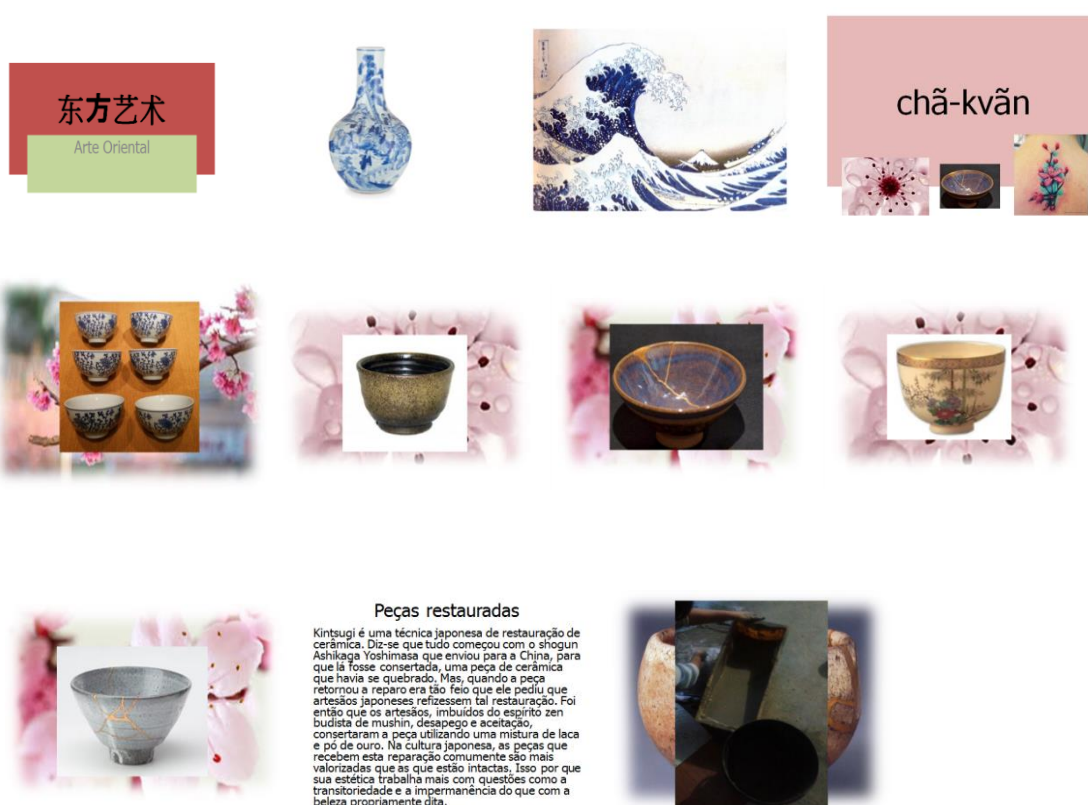 东方艺术
Arte Oriental
chã-kvãn
Peças restauradas
Kintsugi é uma técnica japonesa de restauração de
cerâmica. Diz-se que tudo começou com o shogun
Ashikaga Yoshimasa que enviou para a China, para
que lá fosse consertada, uma peça de cerâmica
que havia se quebrado. Mas, quando a peça
retornou a reparo era tão feio que ele pediu que
artesãos japoneses refizessem tal restauração. Foi
então que os artesãos, imbuídos do espírito zen
budista de mushin, desapego e aceitação,
consertaram a peça utilizando uma mistura de laca
e pó de ouro. Na cultura japonesa, as peças que
recebem esta reparação comumente são mais
valorizadas que as que estão intactas. Isso por que
sua estética trabalha mais com questões como a
transitoriedade e a impermanência do que com a
beleza propriamente dita.